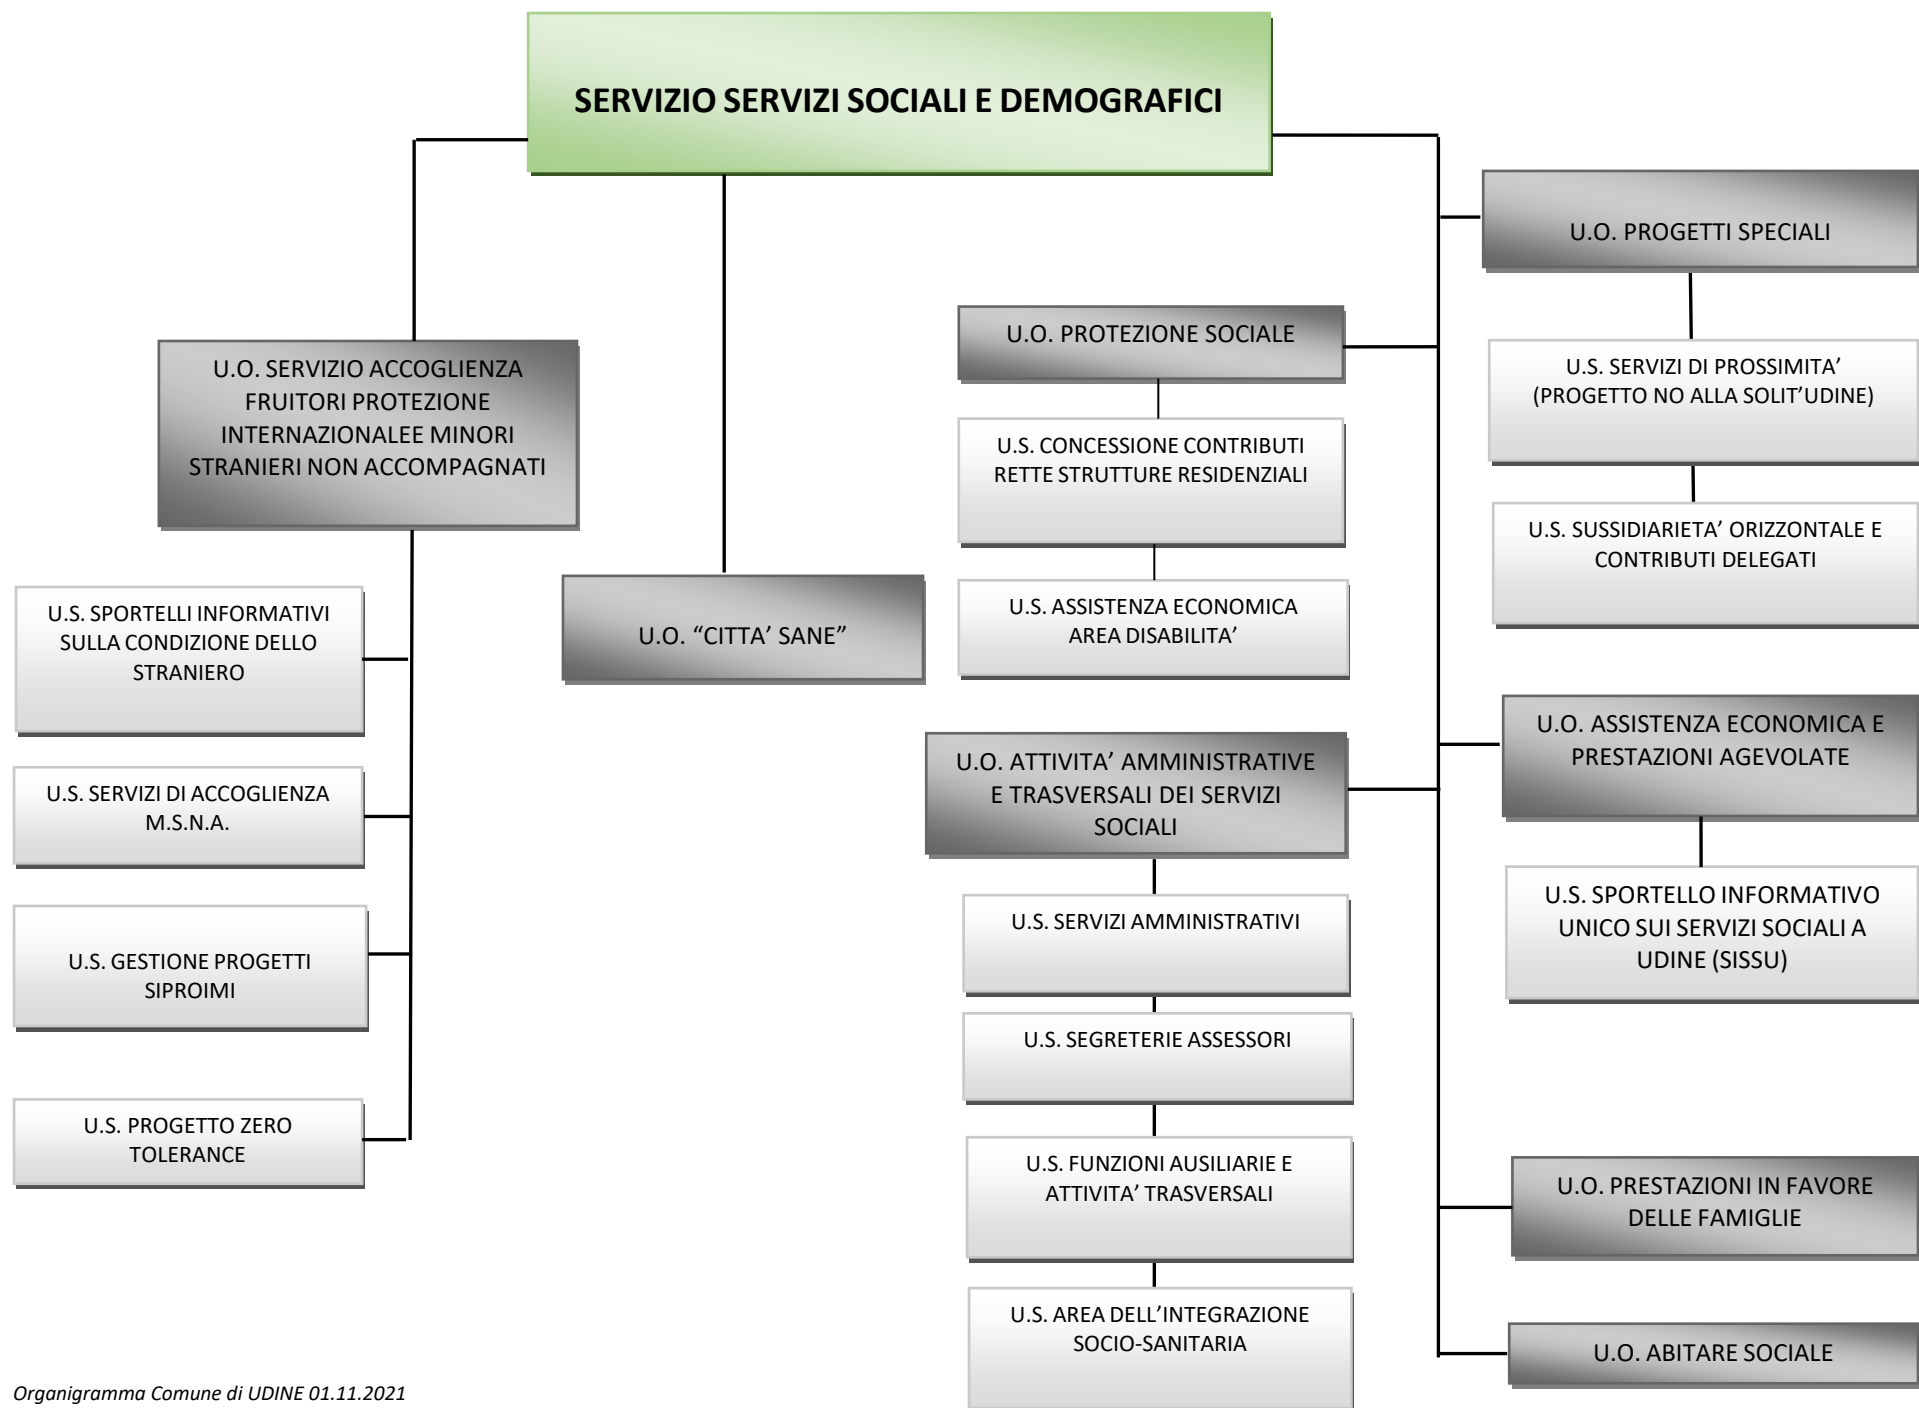 SERVIZIO SERVIZI SOCIALI E DEMOGRAFICI
U.O. SERVIZIO ACCOGLIENZA
FRUITORI PROTEZIONE
INTERNAZIONALEE MINORI
STRANIERI NON ACCOMPAGNATI
U.S. SPORTELLI INFORMATIVI
SULLA CONDIZIONE DELLO
STRANIERO
U.S. SERVIZI DI ACCOGLIENZA
M.S.N.A.
U.S. GESTIONE PROGETTI
SIPROIMI
U.S. PROGETTO ZERO
TOLERANCE
U.O. “CITTA’ SANE”
U.O. PROTEZIONE SOCIALE
U.S. CONCESSIONE CONTRIBUTI
RETTE STRUTTURE RESIDENZIALI
U.S. ASSISTENZA ECONOMICA
AREA DISABILITA’
U.O. ATTIVITA’ AMMINISTRATIVE
E TRASVERSALI DEI SERVIZI
SOCIALI
U.S. SERVIZI AMMINISTRATIVI
U.S. SEGRETERIE ASSESSORI
U.S. FUNZIONI AUSILIARIE E
ATTIVITA’ TRASVERSALI
U.S. AREA DELL’INTEGRAZIONE
SOCIO-SANITARIA
U.O. PROGETTI SPECIALI
U.S. SERVIZI DI PROSSIMITA’
(PROGETTO NO ALLA SOLIT’UDINE)
U.S. SUSSIDIARIETA’ ORIZZONTALE E
CONTRIBUTI DELEGATI
U.O. ASSISTENZA ECONOMICA E
PRESTAZIONI AGEVOLATE
U.S. SPORTELLO INFORMATIVO
UNICO SUI SERVIZI SOCIALI A
UDINE (SISSU)
U.O. PRESTAZIONI IN FAVORE
DELLE FAMIGLIE
U.O. ABITARE SOCIALE
Organigramma Comune di UDINE 01.11.2021